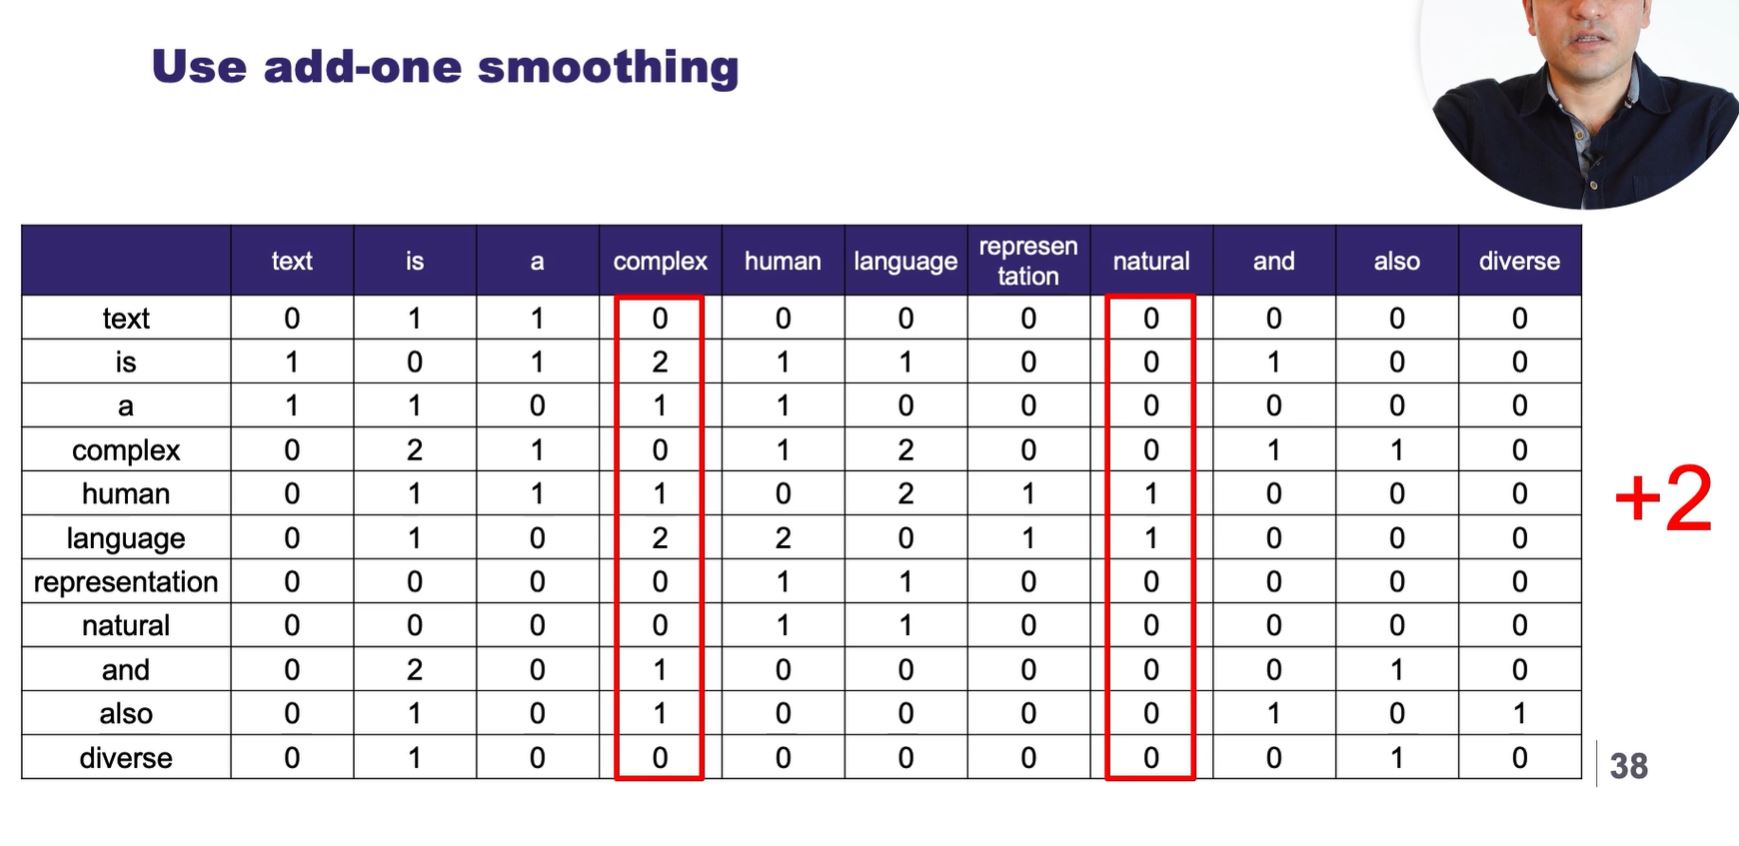 Use add-one smoothing
text is a complex human language represen tation natural and also diverse
text 0 1 1 0 0 0 0 0 0 0 0
is 1 0 1 2 1 1 0 0 1 0 0
a 1 1 0 1 1 0 0 0 0 0 0
complex 0 2 1 0 1 2 0 0 1 1 0
human 0 1 1 1 0 2 1 1 0 0 0
language 0 1 0 2 2 0 1 1 0 0 0
representation 0 0 0 0 1 1 0 0 0 0 0
natural 0 0 0 0 1 1 0 0 0 0 0
and 0 2 0 1 0 0 0 0 0 1 0
also 0 1 0 1 0 0 0 0 1 0 1
diverse 0 1 0 0 0 0 0 0 0 1 0
+2
38